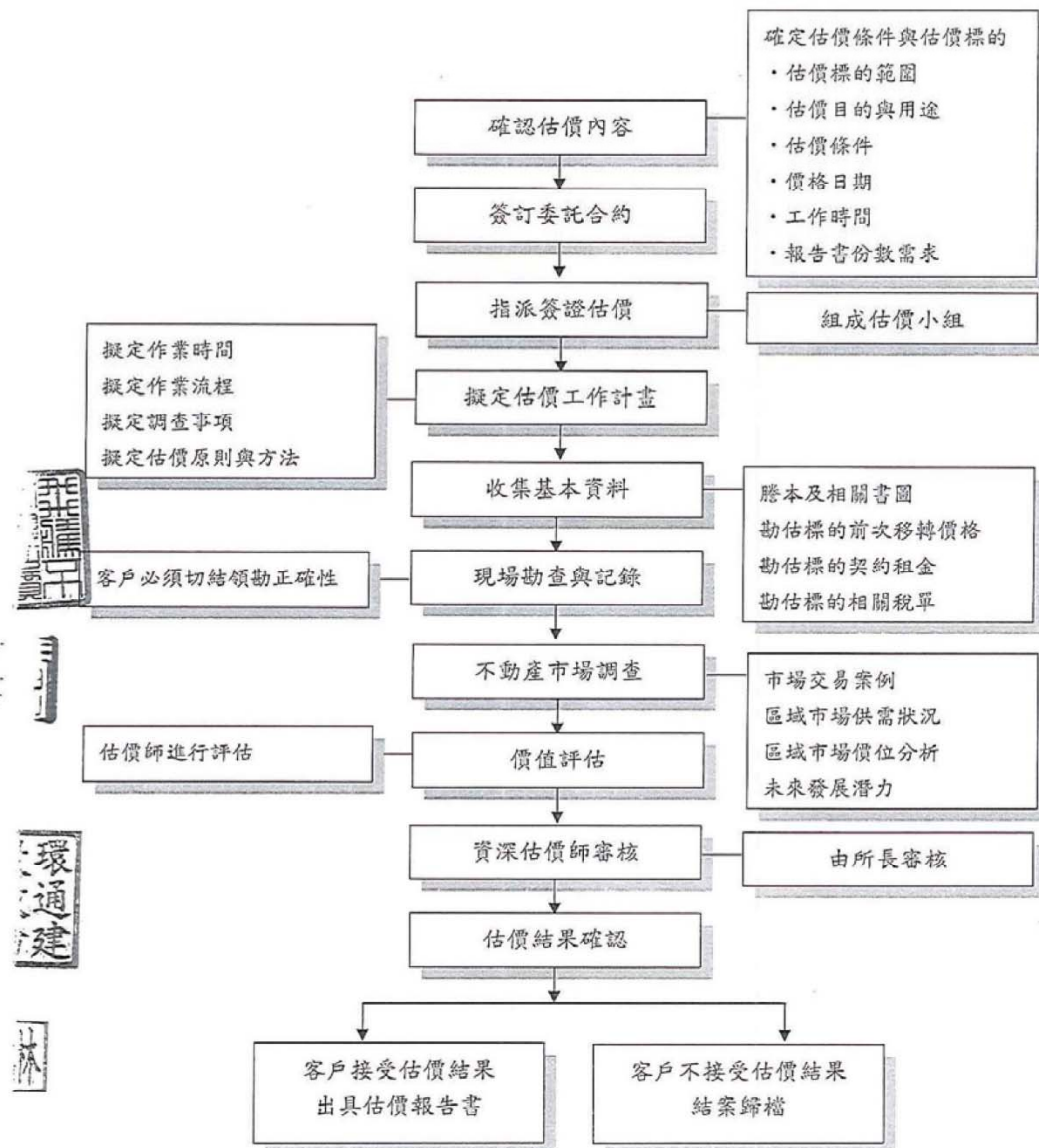 確定估價條件與估價標的
・估價標的範圍
・估價目的與用途
・估價條件
・價格日期
・工作時間
・報告書份數需求
確認估價內容
簽訂委託合約
指派簽證估價
組成估價小組
擬定作業時間
擬定作業流程
擬定調查事項
擬定估價原則與方法
擬定估價工作計畫
收集基本資料
謄本及相關書圖
勘估標的前次移轉價格
勘估標的契約租金
勘估標的相關稅單
客戶必須切結領勘正確性
現場勘查與記錄
不動產市場調查
市場交易案例
區域市場供需狀況
區域市場價位分析
未來發展潛力
估價師進行評估
價值評估
資深估價師審核
由所長審核
環通建
估價結果確認
林
客戶接受估價結果
出具估價報告書
客戶不接受估價結果
結案歸檔